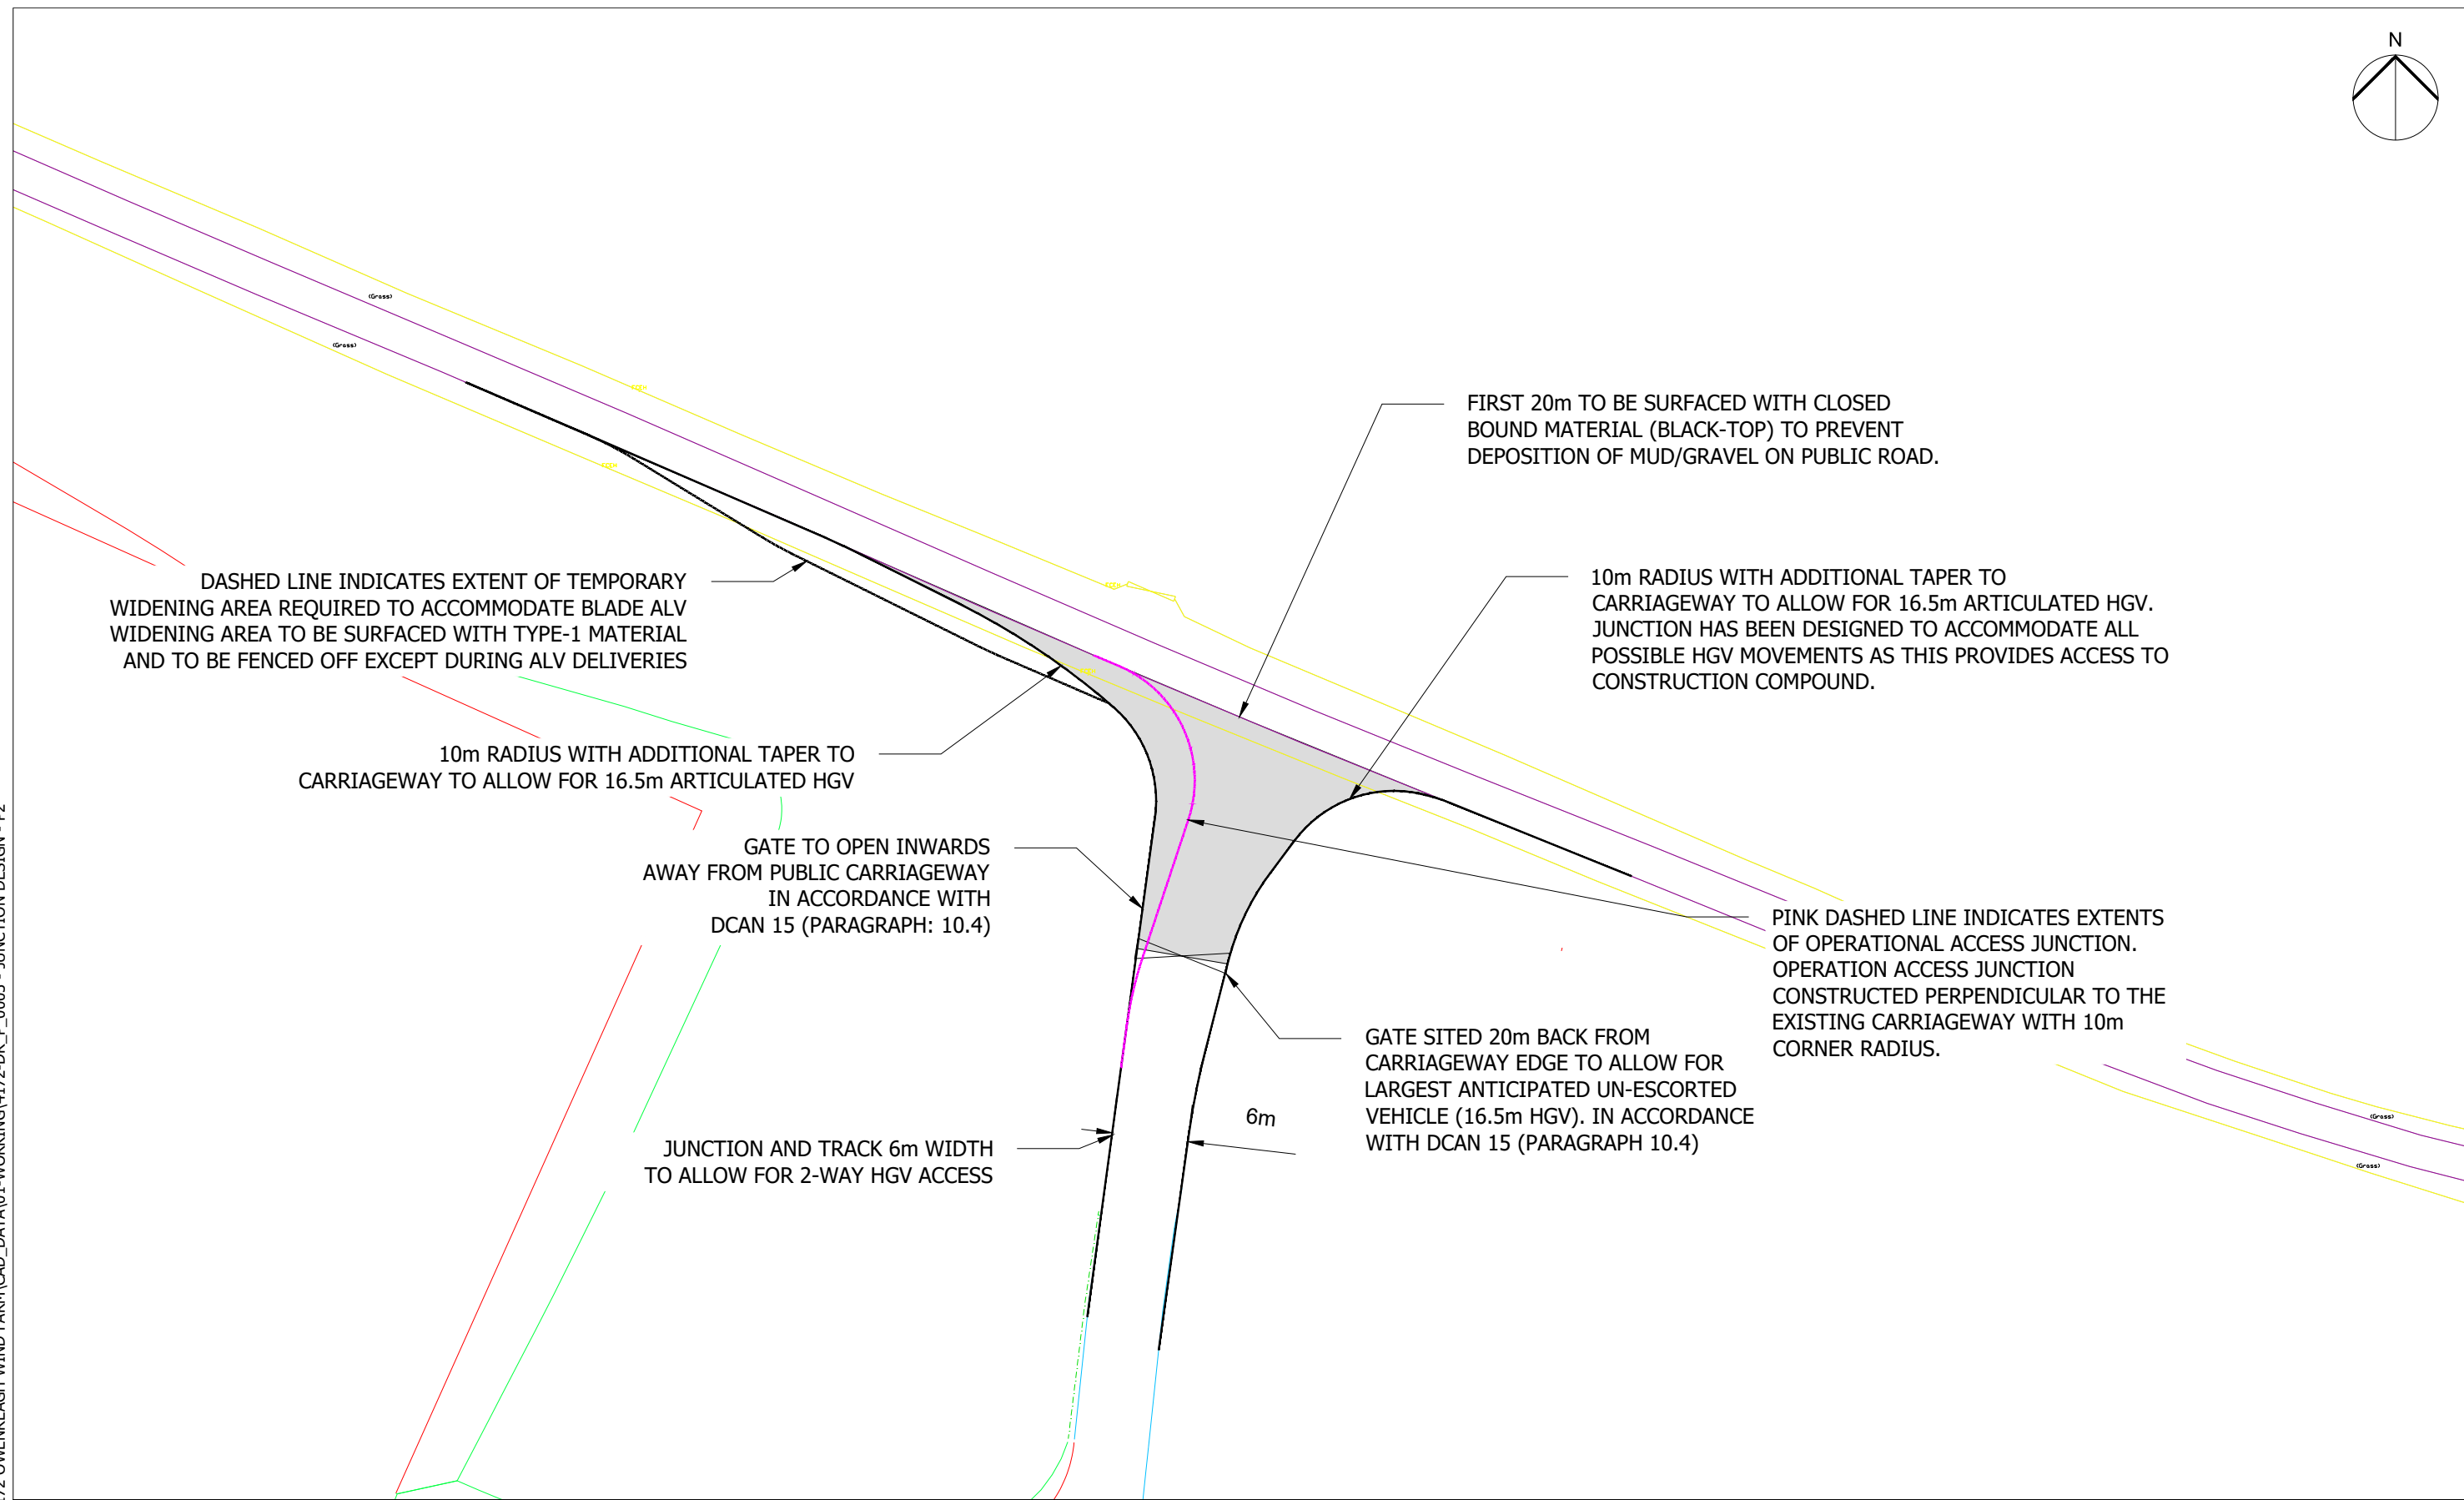 N
(Grass)
(Grass)
FIRST 20m TO BE SURFACED WITH CLOSED
BOUND MATERIAL (BLACK-TOP) TO PREVENT
DEPOSITION OF MUD/GRAVEL ON PUBLIC ROAD.
DASHED LINE INDICATES EXTENT OF TEMPORARY
WIDENING AREA REQUIRED TO ACCOMMODATE BLADE ALV
WIDENING AREA TO BE SURFACED WITH TYPE-1 MATERIAL
AND TO BE FENCED OFF EXCEPT DURING ALV DELIVERIES
10m RADIUS WITH ADDITIONAL TAPER TO
CARRIAGEWAY TO ALLOW FOR 16.5m ARTICULATED HGV.
JUNCTION HAS BEEN DESIGNED TO ACCOMMODATE ALL
POSSIBLE HGV MOVEMENTS AS THIS PROVIDES ACCESS TO
CONSTRUCTION COMPOUND.
10m RADIUS WITH ADDITIONAL TAPER TO
CARRIAGEWAY TO ALLOW FOR 16.5m ARTICULATED HGV
GATE TO OPEN INWARDS
AWAY FROM PUBLIC CARRIAGEWAY
IN ACCORDANCE WITH
DCAN 15 (PARAGRAPH: 10.4)
PINK DASHED LINE INDICATES EXTENTS
OF OPERATIONAL ACCESS JUNCTION.
OPERATION ACCESS JUNCTION
CONSTRUCTED PERPENDICULAR TO THE
EXISTING CARRIAGEWAY WITH 10m
CORNER RADIUS.
GATE SITED 20m BACK FROM
CARRIAGEWAY EDGE TO ALLOW FOR
LARGEST ANTICIPATED UN-ESCORTED
VEHICLE (16.5m HGV). IN ACCORDANCE
WITH DCAN 15 (PARAGRAPH 10.4)
6m
JUNCTION AND TRACK 6m WIDTH
TO ALLOW FOR 2-WAY HGV ACCESS
(Grass)
(Grass)